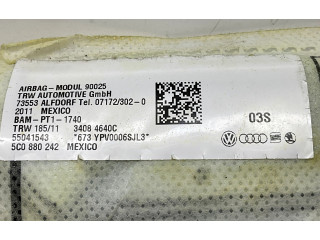 AIRBAG-MODUL 90025
TRW AUTOMOTIVE GmbH
73553 ALFDORF Tel. 07172/302-0
2011 MEXICO
BAM-PT1-1740
TRW 185/11 3408 4640C
55041543 *673 YPV0006SJL3*
5C0 880 242 MEXICO
03S